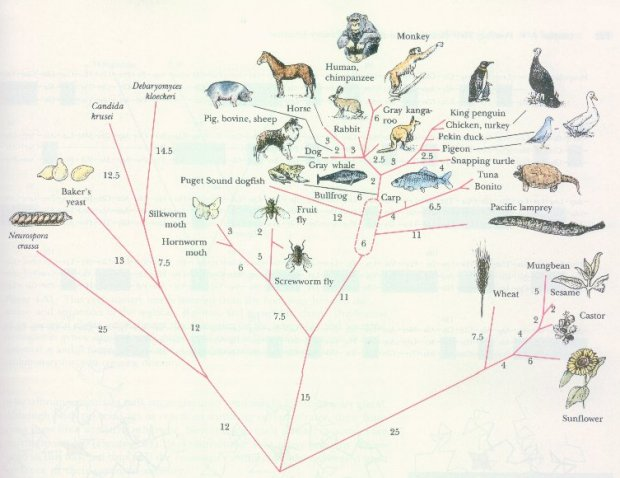 Monkey
Human,
chimpanzee
Debaryomyces
kloeckeri
Candida
krusei
Horse
Pig, bovine, sheep
Rabbit
6
Gray kanga-
roo
King penguin
Chicken, turkey
Pekin duck
Pigeon
Snapping turtle
14.5
3
2
3
2.5
3
2.5
Dog
Gray whale
2
4
Tuna
Bonito
12.5
Baker's
yeast
Puget Sound dogfish
Bullfrog
6
Carp
Silkworm
moth
Fruit
fly
12
4
6.5
Pacific lamprey
Neurospora
crassa
Hornworm
moth
3
2
6
11
13
7.5
6
5
Screwworm fly
Mungbean
Wheat
5
Sesame
2
2
Castor
25
12
7.5
11
7.5
4
4
6
Sunflower
15
12
25